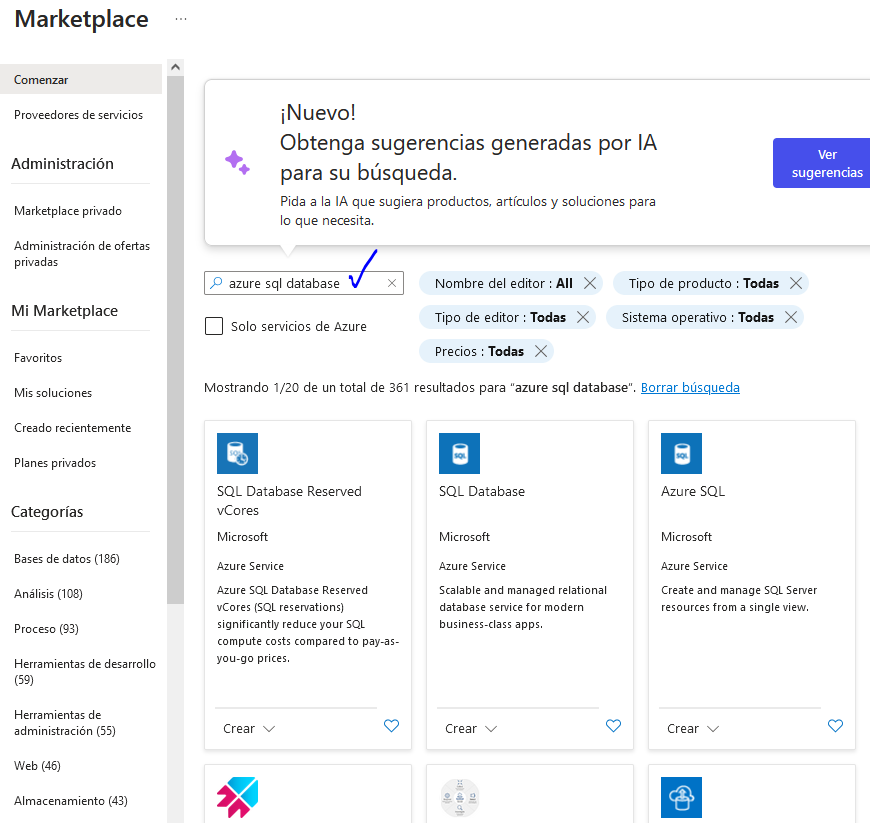 Marketplace ...
Comenzar
Proveedores de servicios
Administración
Marketplace privado
Administración de ofertas
privadas
Mi Marketplace
Favoritos
Mis soluciones
Creado recientemente
Planes privados
Categorías
Bases de datos (186)
Análisis (108)
Proceso (93)
Herramientas de desarrollo
(59)
Herramientas de
administración (55)
Web (46)
Almacenamiento (43)
¡Nuevo!
Obtenga sugerencias generadas por IA
para su búsqueda.
Pida a la IA que sugiera productos, artículos y soluciones para
lo que necesita.
Ver
sugerencias
azure sql database
Nombre del editor : All
Tipo de producto : Todas
Solo servicios de Azure
Tipo de editor : Todas
Sistema operativo : Todas
Precios : Todas
Mostrando 1/20 de un total de 361 resultados para “azure sql database”. Borrar búsqueda
SQL
SQL Database Reserved
vCores
Microsoft
Azure Service
Azure SQL Database Reserved
vCores (SQL reservations)
significantly reduce your SQL
compute costs compared to pay-as-
you-go prices.
Crear
SQL
SQL Database
Microsoft
Azure Service
Scalable and managed relational
database service for modern
business-class apps.
Crear
SQL
Azure SQL
Microsoft
Azure Service
Create and manage SQL Server
resources from a single view.
Crear